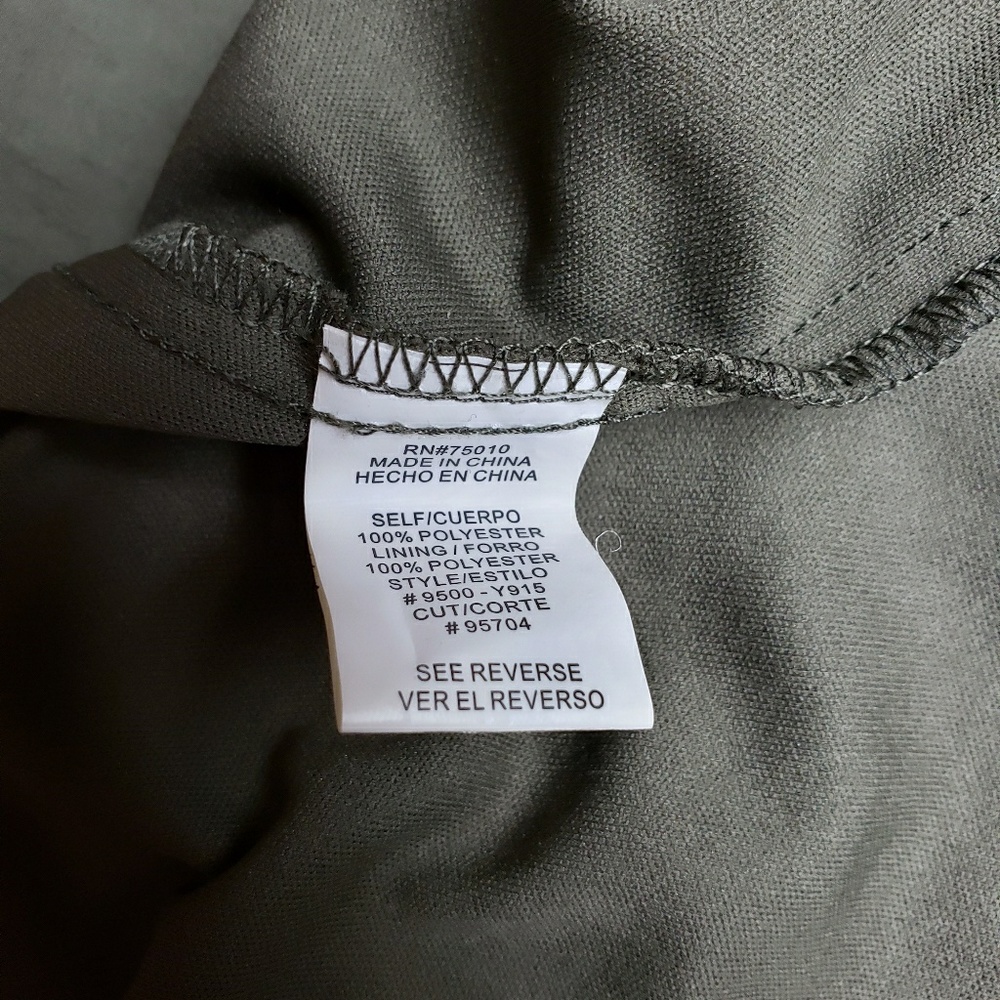 RN#75010
MADE IN CHINA
HECHO EN CHINA
SELF/CUERPO
100% POLYESTER
LINING / FORRO
100% POLYESTER
STYLE/ESTILO
# 9500 - Y915
CUT/CORTE
# 95704
SEE REVERSE
VER EL REVERSO